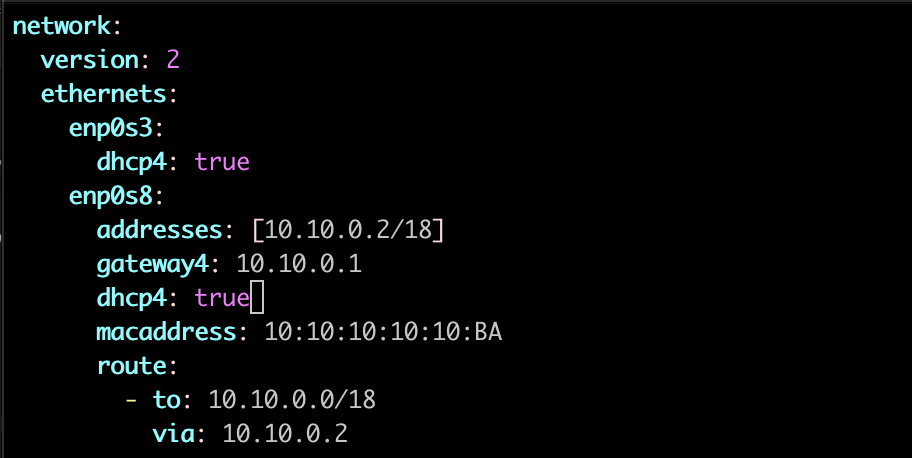 network:
  version: 2
  ethernets:
    enp0s3:
      dhcp4: true
    enp0s8:
      addresses: [10.10.0.2/18]
      gateway4: 10.10.0.1
      dhcp4: true
      macaddress: 10:10:10:10:10:BA
      route:
        - to: 10.10.0.0/18
          via: 10.10.0.2